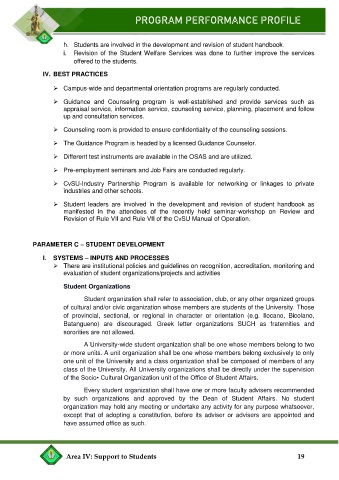 PROGRAM PERFORMANCE PROFILE
h. Students are involved in the development and revision of student handbook.
i. Revision of the Student Welfare Services was done to further improve the services
offered to the students.
IV. BEST PRACTICES
➢ Campus-wide and departmental orientation programs are regularly conducted.
➢ Guidance and Counseling program is well-established and provide services such as
appraisal service, information service, counseling service, planning, placement and follow
up and consultation services.
➢ Counseling room is provided to ensure confidentiality of the counseling sessions.
➢ The Guidance Program is headed by a licensed Guidance Counselor.
➢ Different test instruments are available in the OSAS and are utilized.
➢ Pre-employment seminars and Job Fairs are conducted regularly.
➢ CvSU-Industry Partnership Program is available for networking or linkages to private
industries and other schools.
➢ Student leaders are involved in the development and revision of student handbook as
manifested in the attendees of the recently held seminar-workshop on Review and
Revision of Rule VII and Rule VIII of the CvSU Manual of Operation.
PARAMETER C – STUDENT DEVELOPMENT
I. SYSTEMS – INPUTS AND PROCESSES
➢ There are institutional policies and guidelines on recognition, accreditation, monitoring and
evaluation of student organizations/projects and activities
Student Organizations
Student organization shall refer to association, club, or any other organized groups
of cultural and/or civic organization whose members are students of the University. Those
of provincial, sectional, or regional in character or orientation (e.g. Ilocano, Bicolano,
Batangueno) are discouraged. Greek letter organizations SUCH as fraternities and
sororities are not allowed.
A University-wide student organization shall be one whose members belong to two
or more units. A unit organization shall be one whose members belong exclusively to only
one unit of the University and a class organization shall be composed of members of any
class of the University. All University organizations shall be directly under the supervision
of the Socio• Cultural Organization unit of the Office of Student Affairs.
Every student organization shall have one or more faculty advisers recommended
by such organizations and approved by the Dean of Student Affairs. No student
organization may hold any meeting or undertake any activity for any purpose whatsoever,
except that of adopting a constitution, before its adviser or advisers are appointed and
have assumed office as such.
Area IV: Support to Students 19